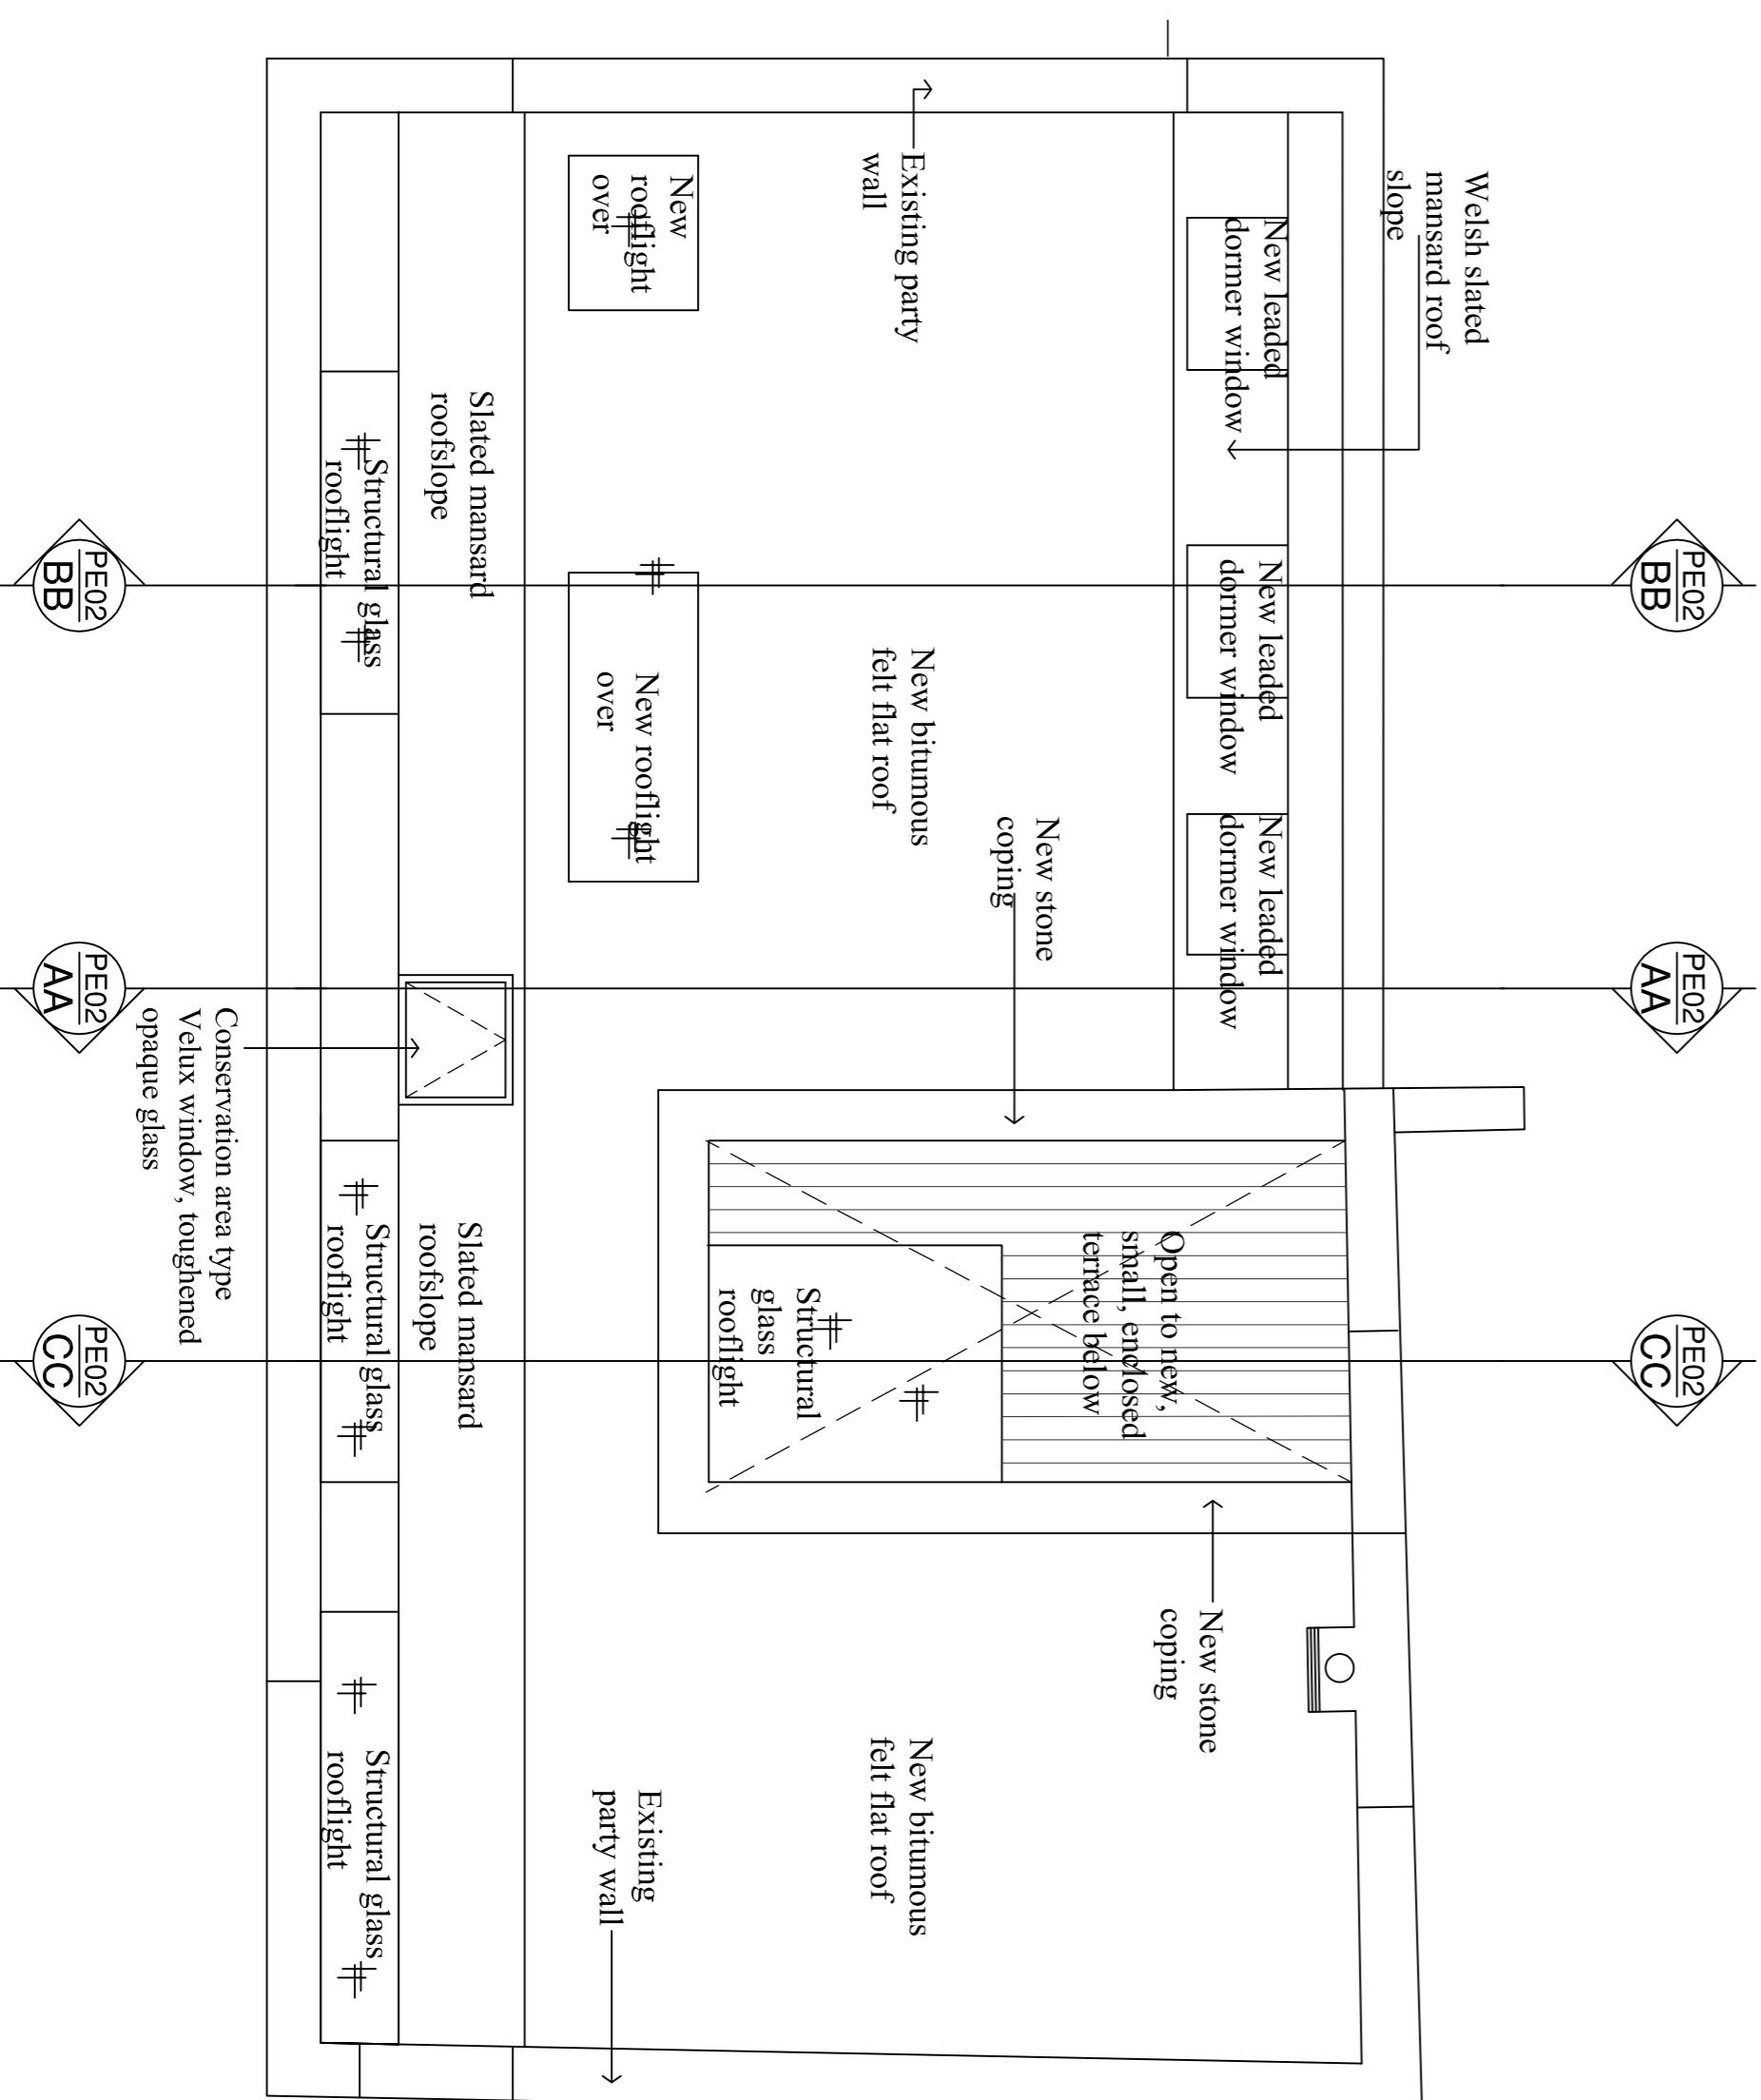 Welsh slated
mansard roof
slope
New leaded
dormer window
New leaded
dormer window
New leaded
dormer window
Existing party
wall
New bitumous
felt flat roof
New stone
coping
New
rooflight
over
New rooflight
over
Slated mansard
roofslope
Structural glass
rooflight
Open to new,
small, enclosed
terrace below
Structural
glass
rooflight
New stone
coping
New bitumous
felt flat roof
Existing
party wall
Slated mansard
roofslope
Structural glass
rooflight
Structural glass
rooflight
Conservation area type
Velux window, toughened
opaque glass
PE02
BB
PE02
AA
PE02
CC
PE02
BB
PE02
AA
PE02
CC